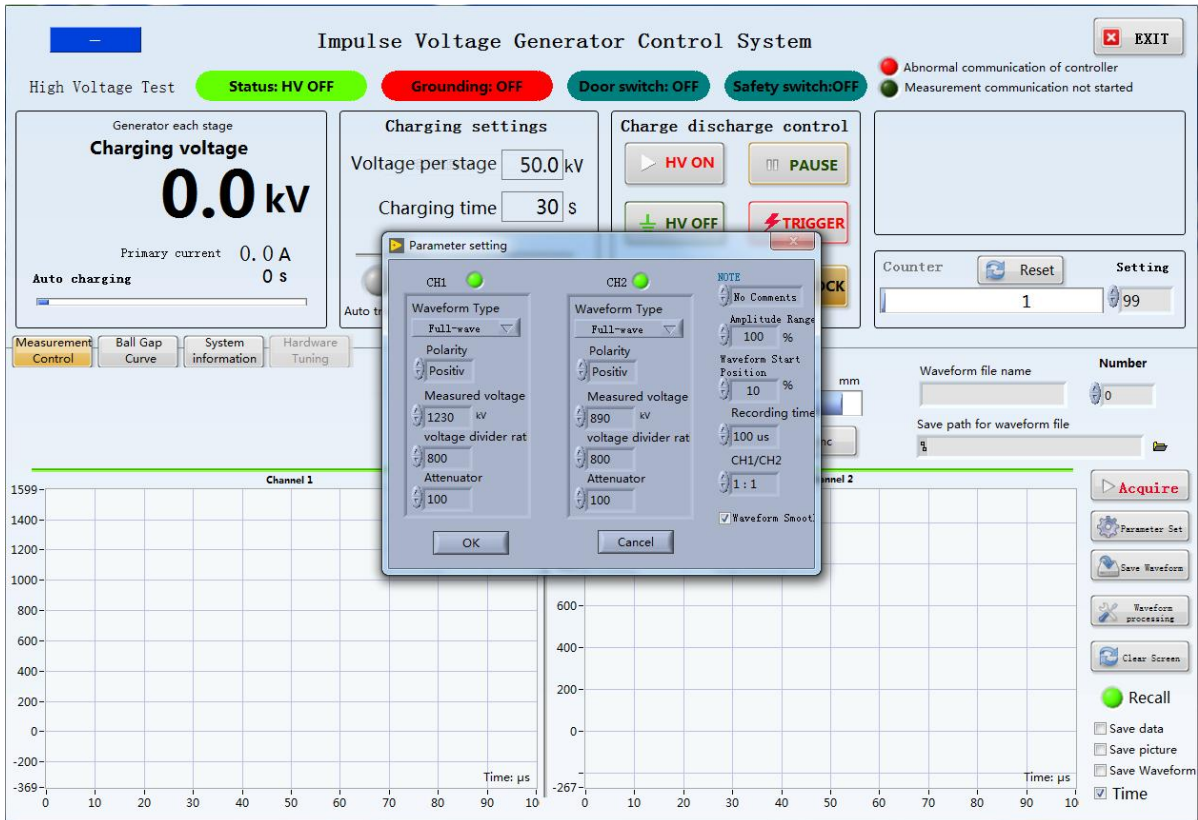 Impulse Voltage Generator Control System
EXIT
High Voltage Test
Status: HV OFF
Grounding: OFF
Door switch: OFF
Safety switch:OFF
Abnormal communication of controller
Measurement communication not started
Generator each stage
Charging voltage
0.0 kV
Primary current 0.0 A
Auto charging 0 s
Charging settings
Voltage per stage 50.0 kV
Charging time 30 s
Auto tr
Charge discharge control
HV ON
PAUSE
HV OFF
TRIGGER
CK
Counter
Reset
Setting
1
99
Measurement
Control
Ball Gap
Curve
System
information
Hardware
Tuning
mm
nc
Waveform file name
Number
0
Save path for waveform file
Parameter setting
CH1
Waveform Type
Full-wave
Polarity
Positiv
Measured voltage
1230 kV
voltage divider rat
800
Attenuator
100
OK
CH2
Waveform Type
Full-wave
Polarity
Positiv
Measured voltage
890 kV
voltage divider rat
800
Attenuator
100
Cancel
NOTE
No Comments
Amplitude Range
100 %
Waveform Start
Position
10 %
Recording time
100 us
CH1/CH2
1:1
Waveform Smoot
Channel 1
1599
1400
1200
1000
800
600
400
200
0
-200
-369
Time: μs
0 10 20 30 40 50 60 70 80 90 10
nnel 2
600
400
200
0
-267
Time: μs
0 10 20 30 40 50 60 70 80 90 10
Acquire
Parameter Set
Save Waveform
Waveform
processing
Clear Screen
Recall
Save data
Save picture
Save Waveform
Time